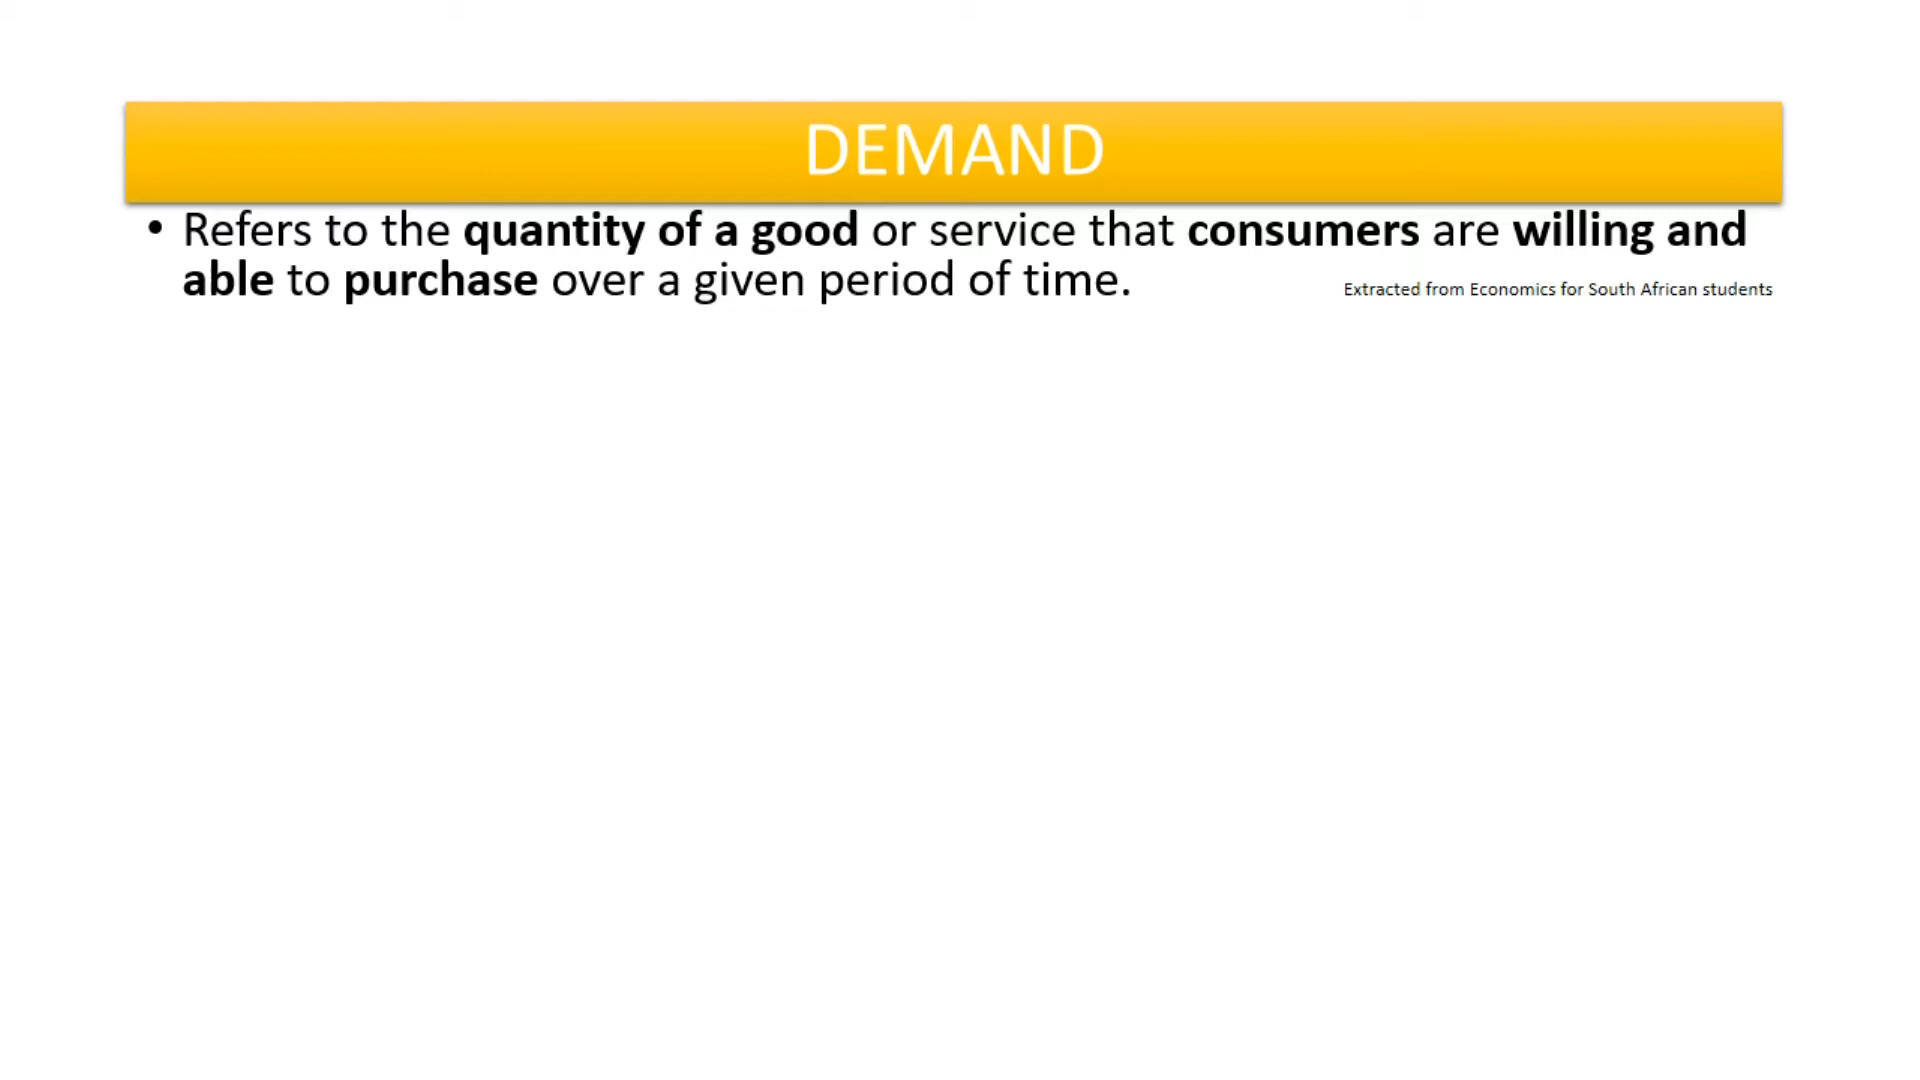 DEMAND
• Refers to the quantity of a good or service that consumers are willing and
able to purchase over a given period of time.
Extracted from Economics for South African students